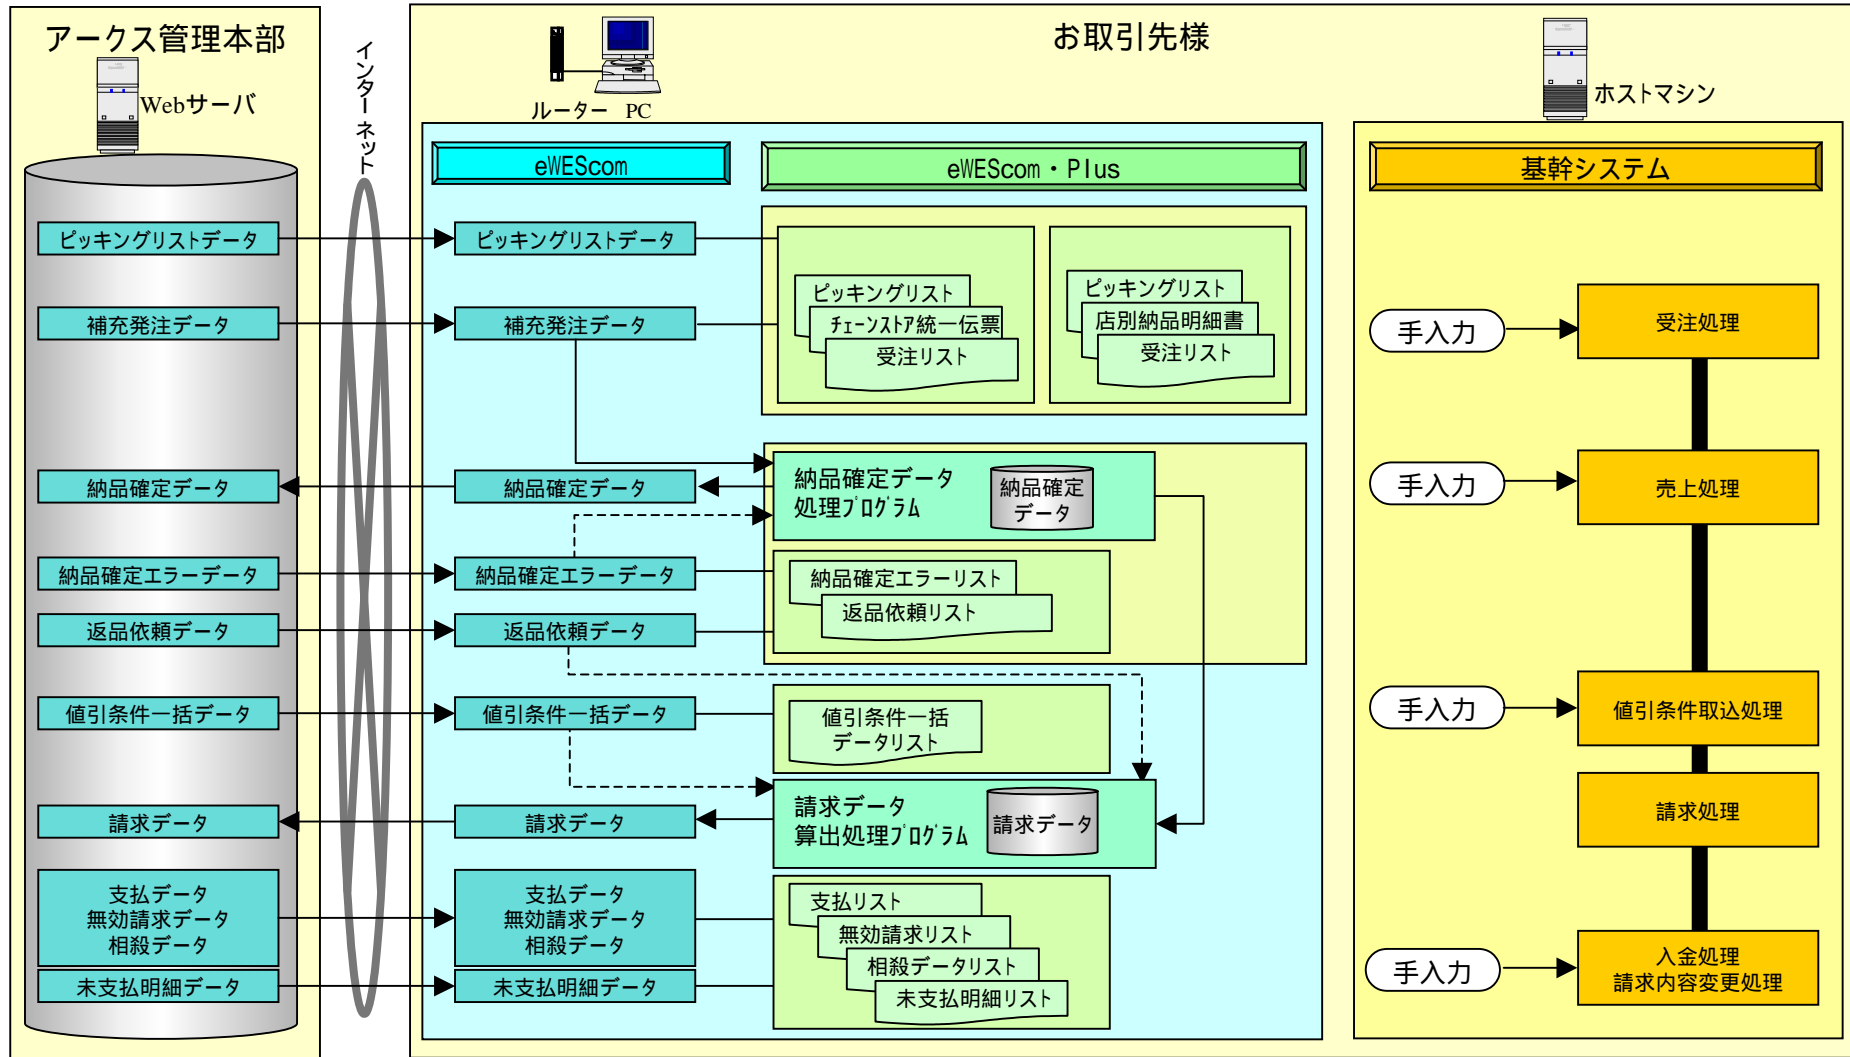 アークス管理本部
Webサーバ
インターネット
お取引先様
ルーター PC
ホストマシン
eWEScom
eWEScom・Plus
基幹システム
ピッキングリストデータ
補充発注データ
納品確定データ
納品確定エラーデータ
返品依頼データ
値引条件一括データ
請求データ
支払データ
無効請求データ
相殺データ
未支払明細データ
ピッキングリストデータ
補充発注データ
納品確定データ
納品確定エラーデータ
返品依頼データ
値引条件一括データ
請求データ
支払データ
無効請求データ
相殺データ
未支払明細データ
ピッキングリスト
チェーンストア統一伝票
受注リスト
ピッキングリスト
店別納品明細書
受注リスト
納品確定データ
処理プログラム
納品確定
データ
納品確定エラーリスト
返品依頼リスト
値引条件一括
データリスト
請求データ
算出処理プログラム
請求データ
支払リスト
無効請求リスト
相殺データリスト
未支払明細リスト
手入力
受注処理
手入力
売上処理
手入力
値引条件取込処理
請求処理
手入力
入金処理
請求内容変更処理